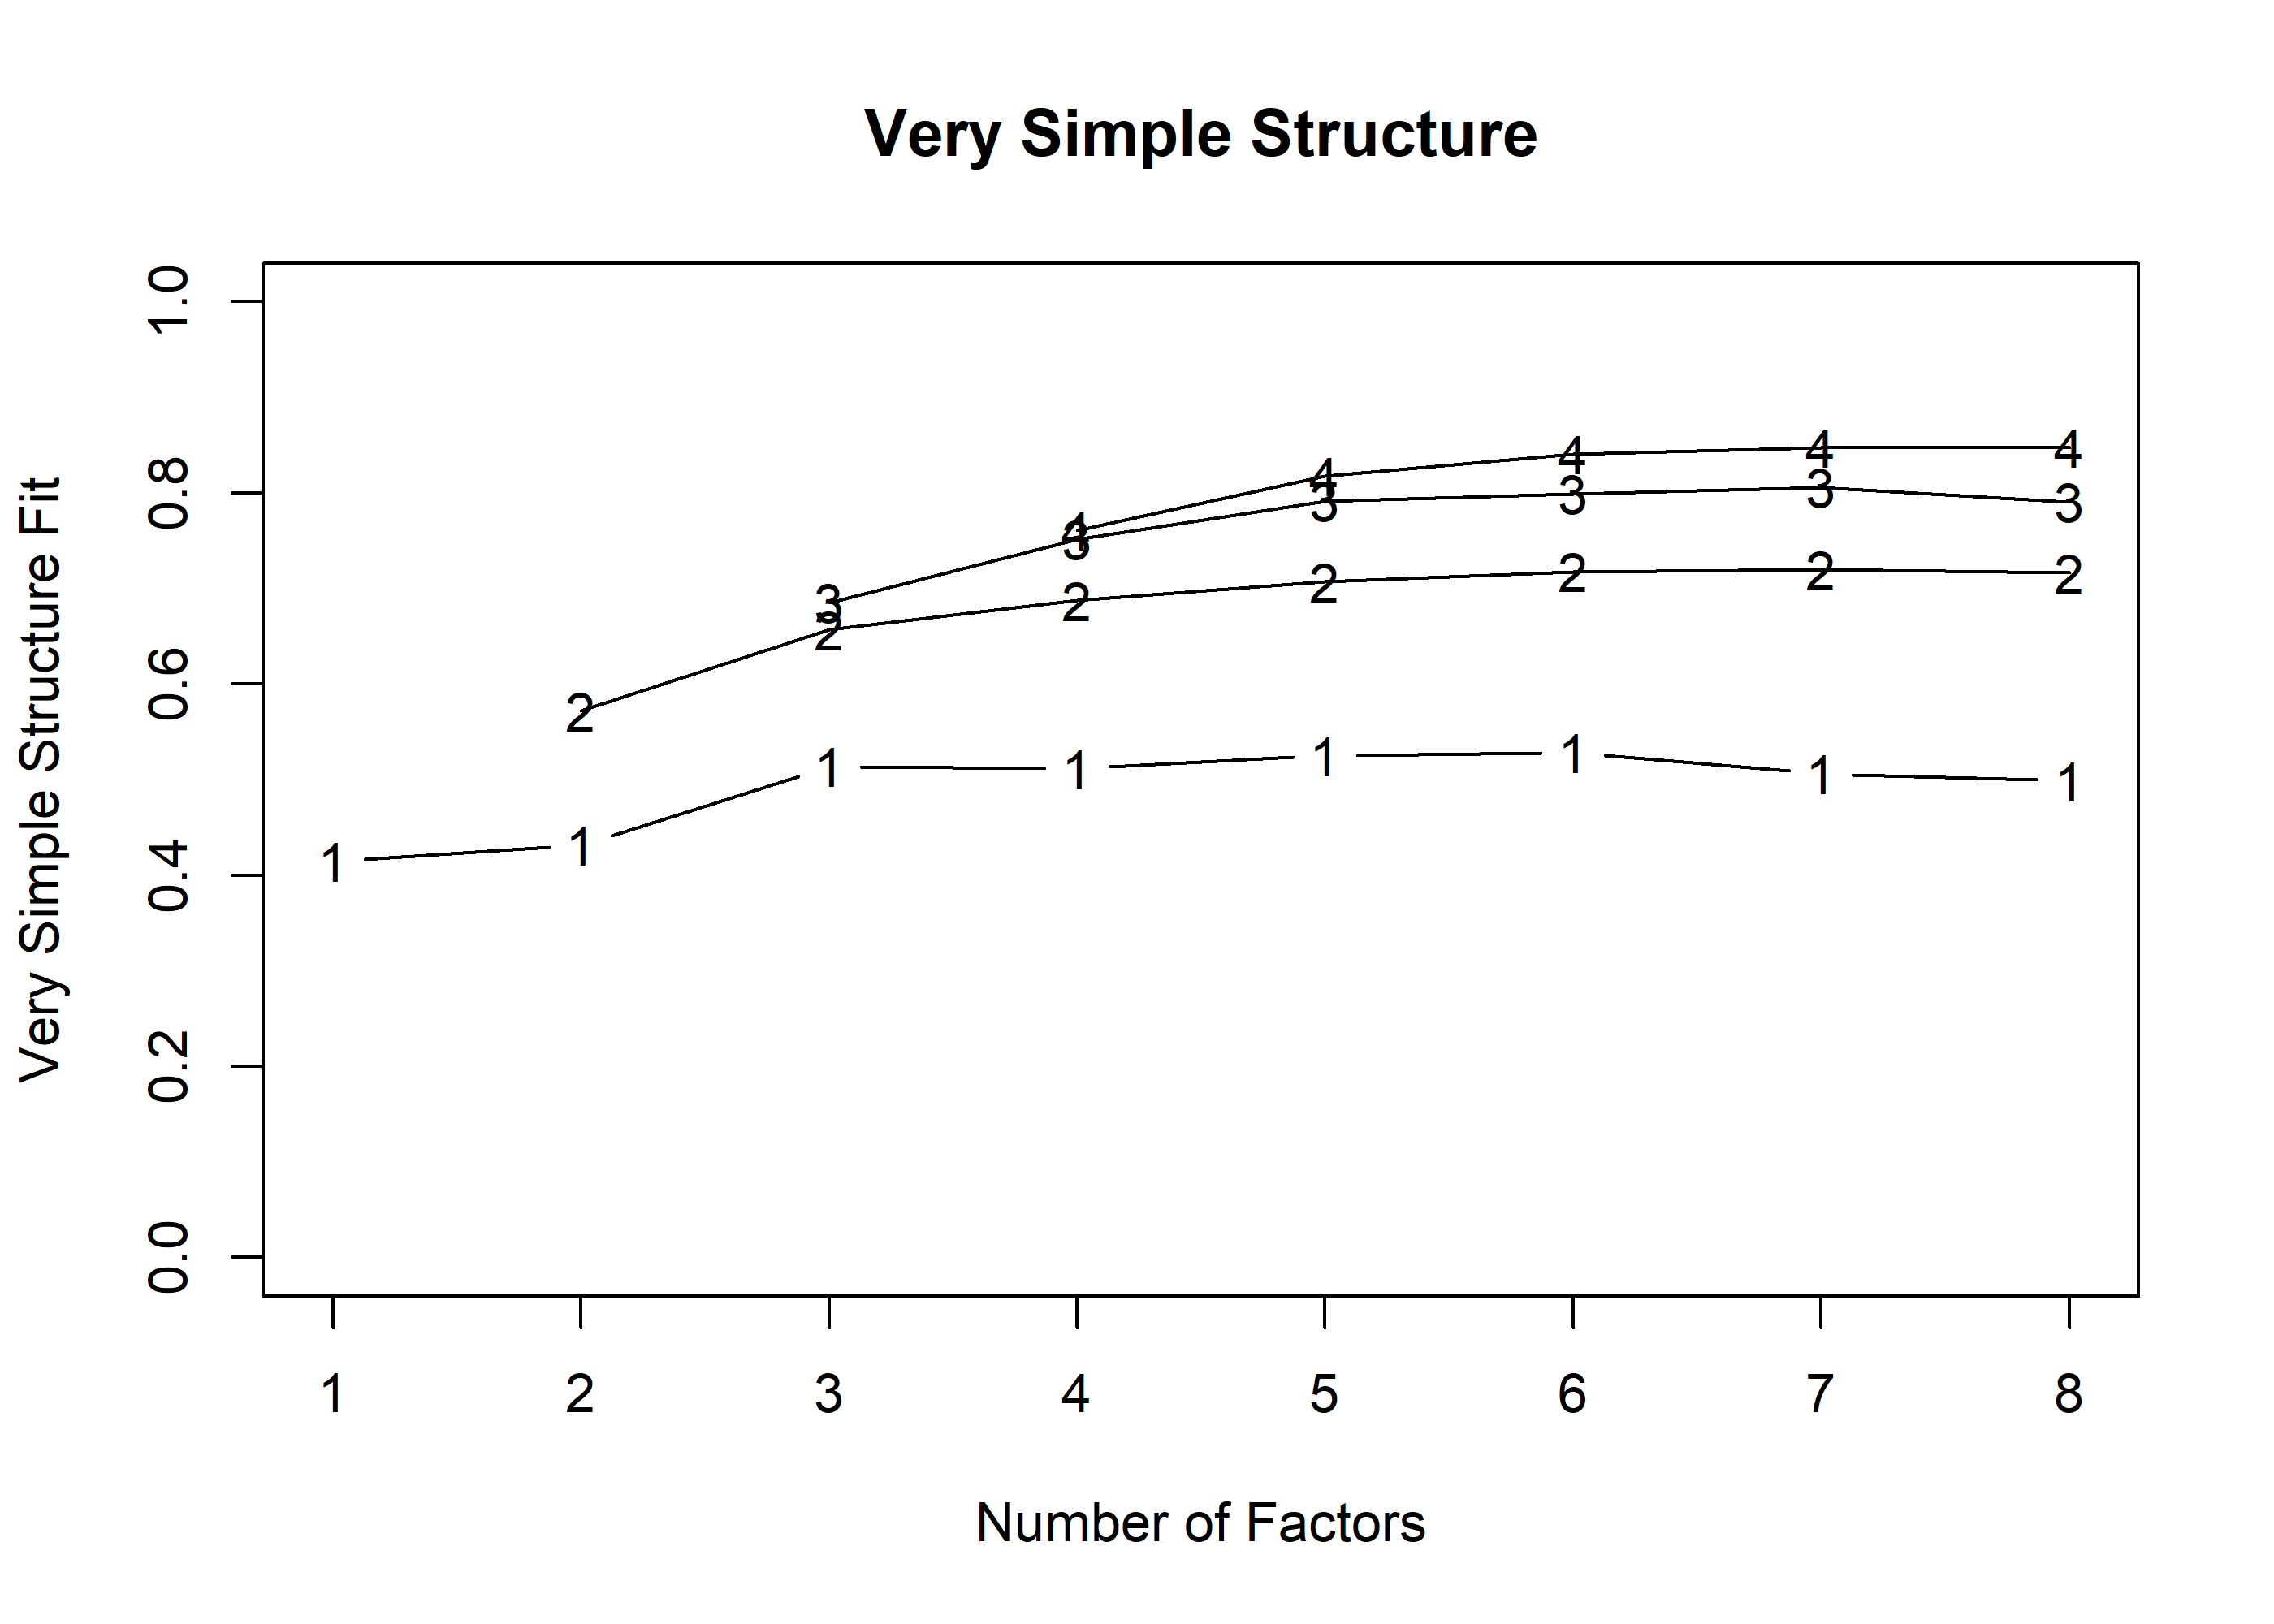 Very Simple Structure
Very Simple Structure Fit
1.0
0.8
0.6
0.4
0.2
0.0
4 4 4 4 4
3 3 3 3 3 3
2 2 2 2 2 2 2
1 1 1 1 1 1 1 1
1 2 3 4 5 6 7 8
Number of Factors